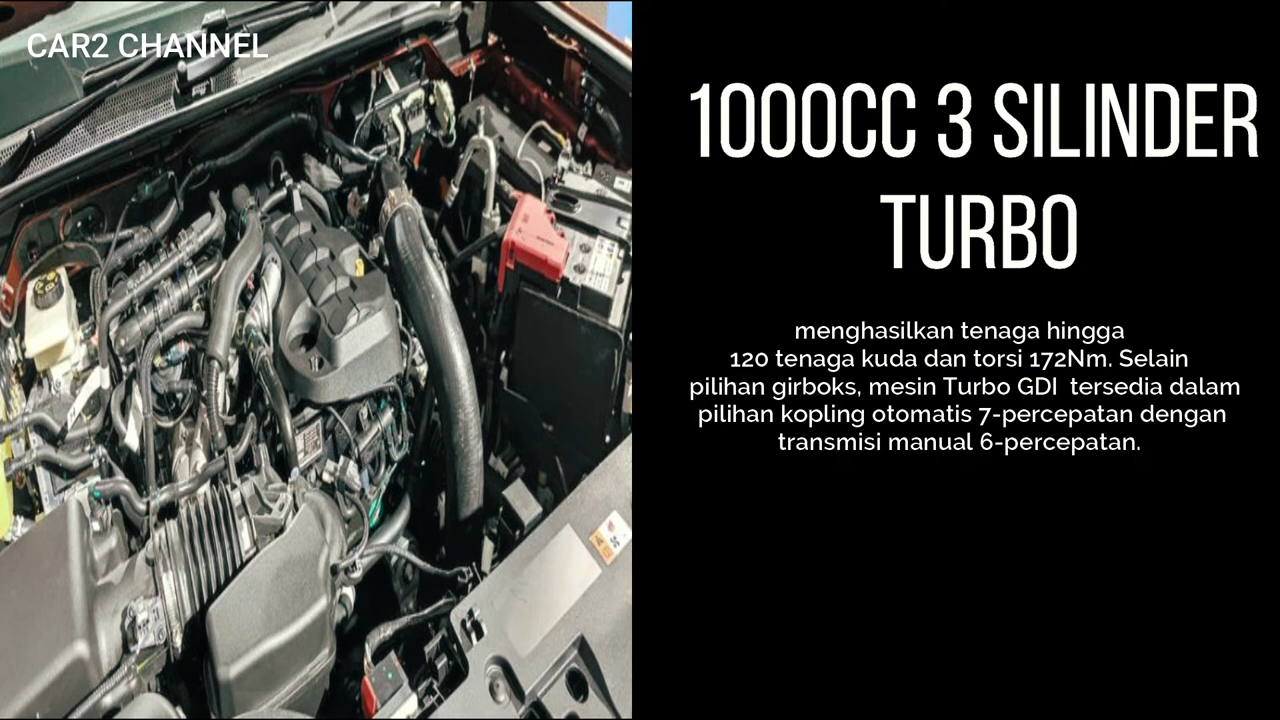 CAR2 CHANNEL
1000CC 3 SILINDER
TURBO
menghasilkan tenaga hingga
120 tenaga kuda dan torsi 172Nm. Selain
pilihan girboks, mesin Turbo GDI  tersedia dalam
pilihan kopling otomatis 7-percepatan dengan
transmisi manual 6-percepatan.